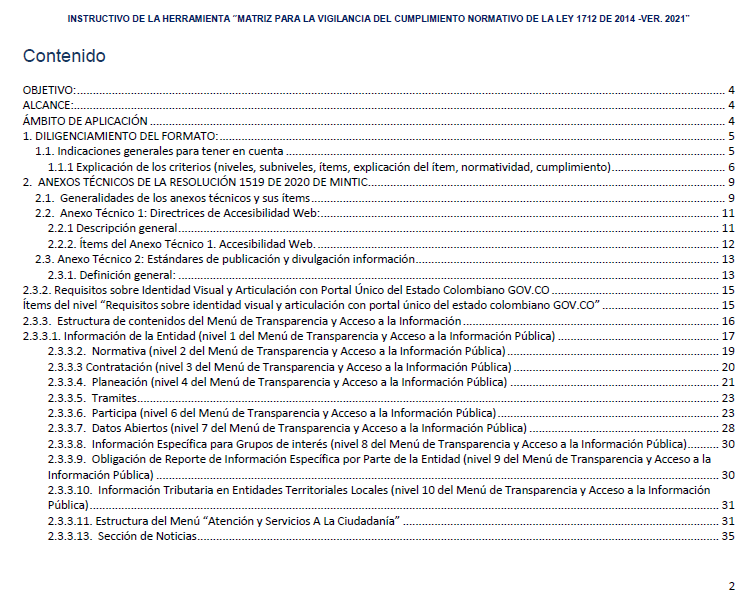 INSTRUCTIVO DE LA HERRAMIENTA “MATRIZ PARA LA VIGILANCIA DEL CUMPLIMIENTO NORMATIVO DE LA LEY 1712 DE 2014 -VER. 2021”
Contenido
OBJETIVO: 4
ALCANCE: 4
ÁMBITO DE APLICACIÓN 4
1. DILIGENCIAMIENTO DEL FORMATO: 5
1.1. Indicaciones generales para tener en cuenta 5
1.1.1 Explicación de los criterios (niveles, subniveles, ítems, explicación del ítem, normatividad, cumplimiento) 6
2. ANEXOS TÉCNICOS DE LA RESOLUCIÓN 1519 DE 2020 DE MINTIC 9
2.1. Generalidades de los anexos técnicos y sus ítems 9
2.2. Anexo Técnico 1: Directrices de Accesibilidad Web: 11
2.2.1 Descripción general 11
2.2.2. Ítems del Anexo Técnico 1. Accesibilidad Web. 12
2.3. Anexo Técnico 2: Estándares de publicación y divulgación información 13
2.3.1. Definición general: 13
2.3.2. Requisitos sobre Identidad Visual y Articulación con Portal Único del Estado Colombiano GOV.CO 15
Ítems del nivel “Requisitos sobre identidad visual y articulación con portal único del estado colombiano GOV.CO” 15
2.3.3. Estructura de contenidos del Menú de Transparencia y Acceso a la Información 16
2.3.3.1. Información de la Entidad (nivel 1 del Menú de Transparencia y Acceso a la Información Pública) 17
2.3.3.2. Normativa (nivel 2 del Menú de Transparencia y Acceso a la Información Pública) 19
2.3.3.3 Contratación (nivel 3 del Menú de Transparencia y Acceso a la Información Pública) 20
2.3.3.4. Planeación (nivel 4 del Menú de Transparencia y Acceso a la Información Pública) 21
2.3.3.5. Tramites 23
2.3.3.6. Participa (nivel 6 del Menú de Transparencia y Acceso a la Información Pública) 23
2.3.3.7. Datos Abiertos (nivel 7 del Menú de Transparencia y Acceso a la Información Pública) 28
2.3.3.8. Información Específica para Grupos de interés (nivel 8 del Menú de Transparencia y Acceso a la Información Pública) 30
2.3.3.9. Obligación de Reporte de Información Específica por Parte de la Entidad (nivel 9 del Menú de Transparencia y Acceso a la
Información Pública) 30
2.3.3.10. Información Tributaria en Entidades Territoriales Locales (nivel 10 del Menú de Transparencia y Acceso a la Información
Pública) 31
2.3.3.11. Estructura del Menú “Atención y Servicios A La Ciudadanía” 31
2.3.3.13. Sección de Noticias 35
2